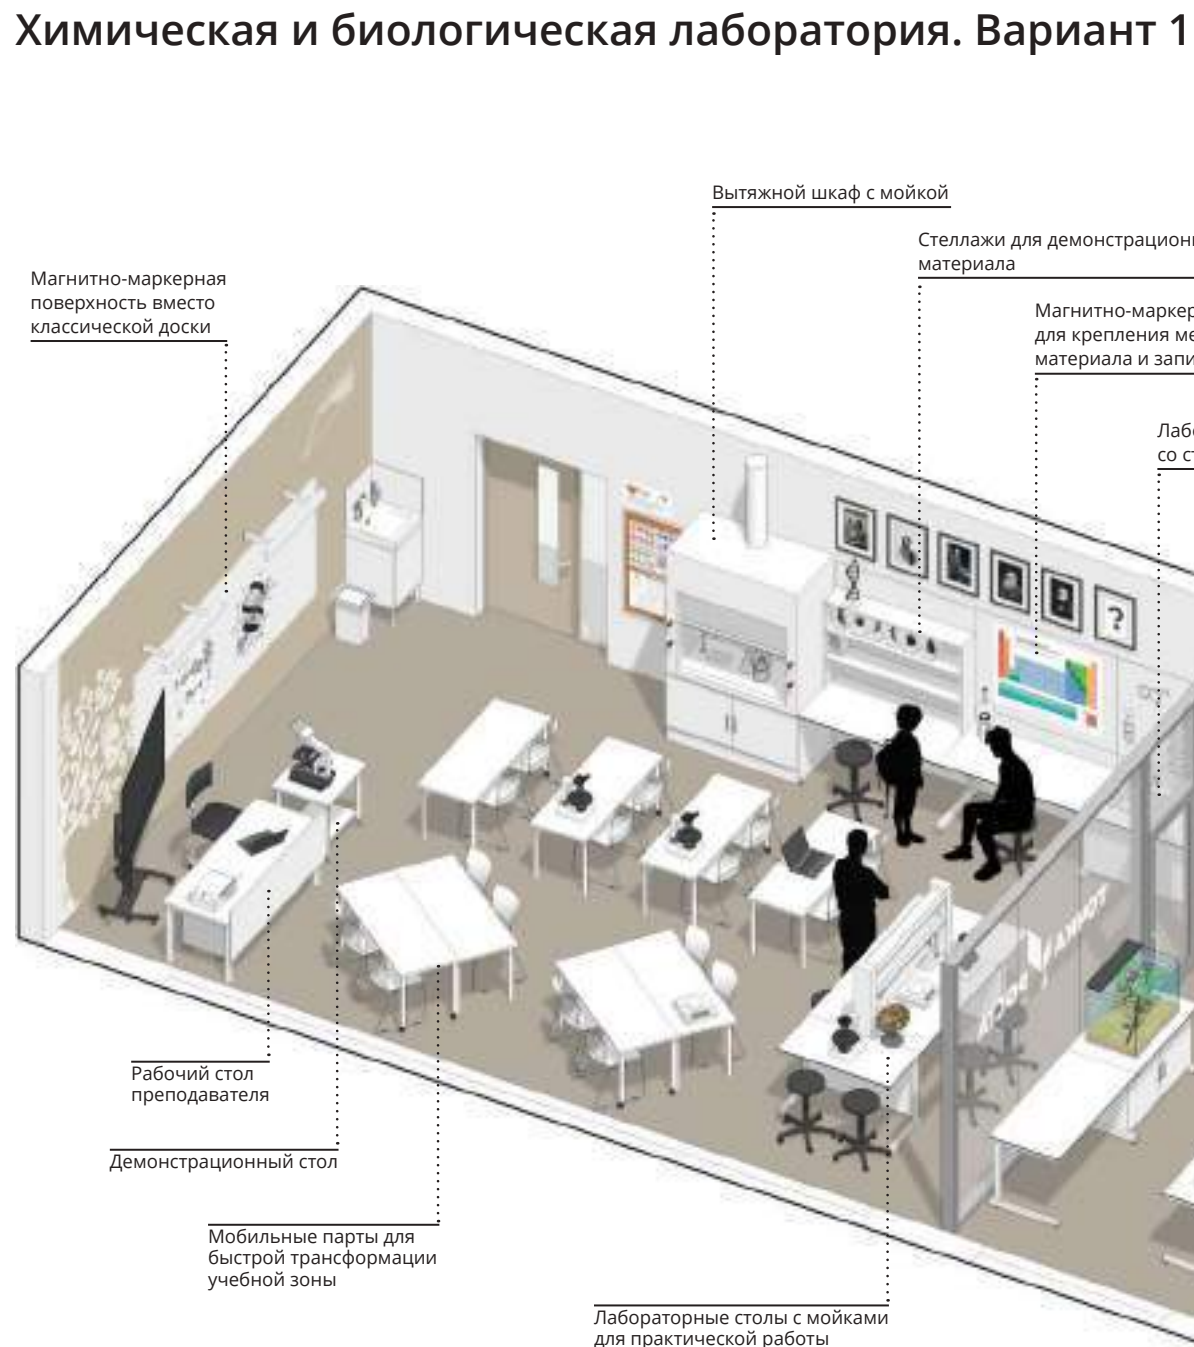 Химическая и биологическая лаборатория. Вариант 1
Вытяжной шкаф с мойкой
Стеллажи для демонстрационн
материала
Магнитно-маркерная
поверхность вместо
классической доски
Магнитно-маркер
для крепления ме
материала и запи
Лабо
со ст
?
Рабочий стол
преподавателя
Демонстрационный стол
Мобильные парты для
быстрой трансформации
учебной зоны
Лабораторные столы с мойками
для практической работы